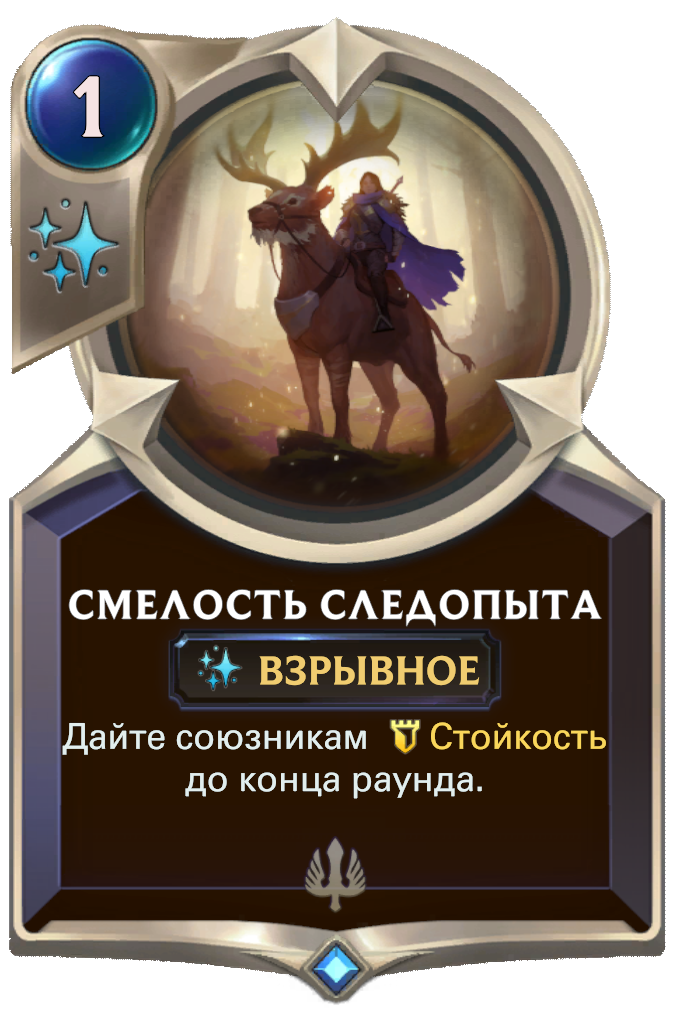 1
СМЕЛОСТЬ СЛЕДОПЫТА
ВЗРЫВНОЕ
Дайте союзникам Стойкость
до конца раунда.